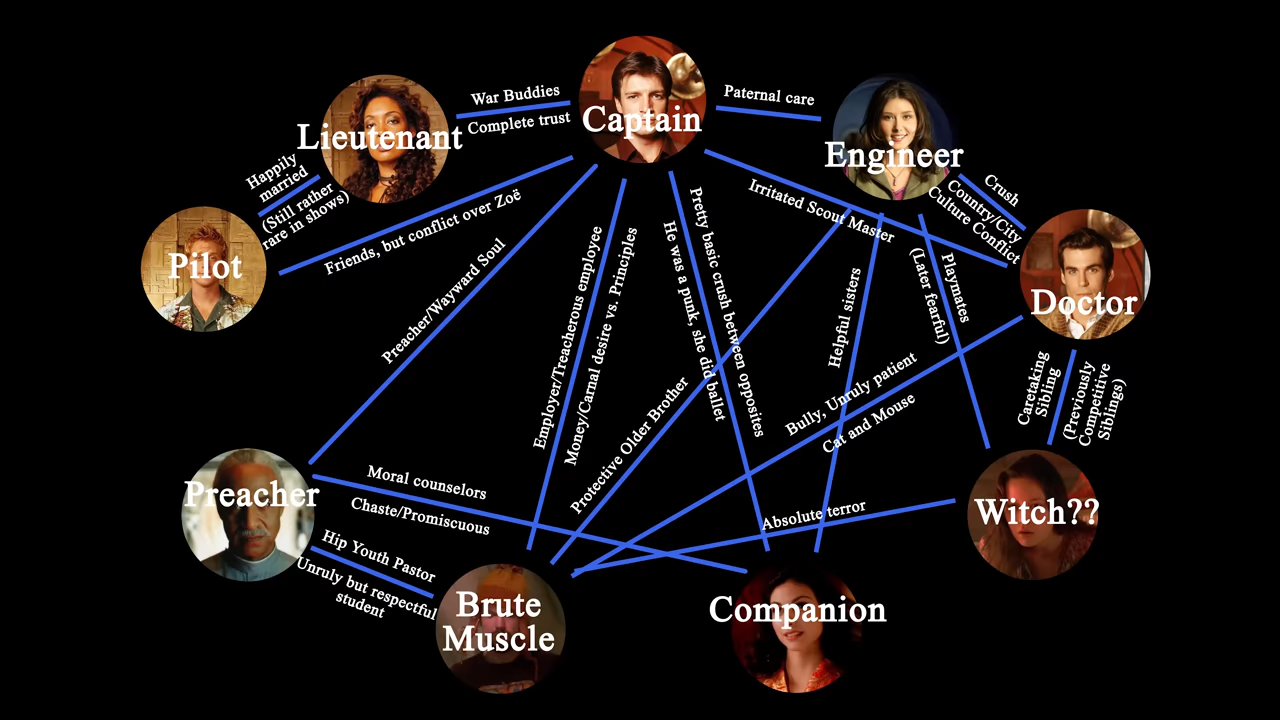 War Buddies
Complete trust
Captain
Paternal care
Lieutenant
Engineer
Happily
married
(Still rather
rare in shows)
Crush
Country/City
Culture Conflict
Pilot
Friends, but conflict over Zoë
Irritated Scout Master
Doctor
Preacher/Wayward Soul
Employer/Treacherous employee
Money/Carnal desire vs. Principles
Pretty basic crush between opposites
He was a punk, she did ballet
Protective Older Brother
Helpful sisters
Playmates
(Later fearful)
Bully, Unruly patient
Cat and Mouse
Caretaking
Sibling
(Previously
Competitive
Siblings)
Preacher
Moral counselors
Chaste/Promiscuous
Absolute terror
Witch??
Hip Youth Pastor
Unruly but respectful
student
Brute
Muscle
Companion